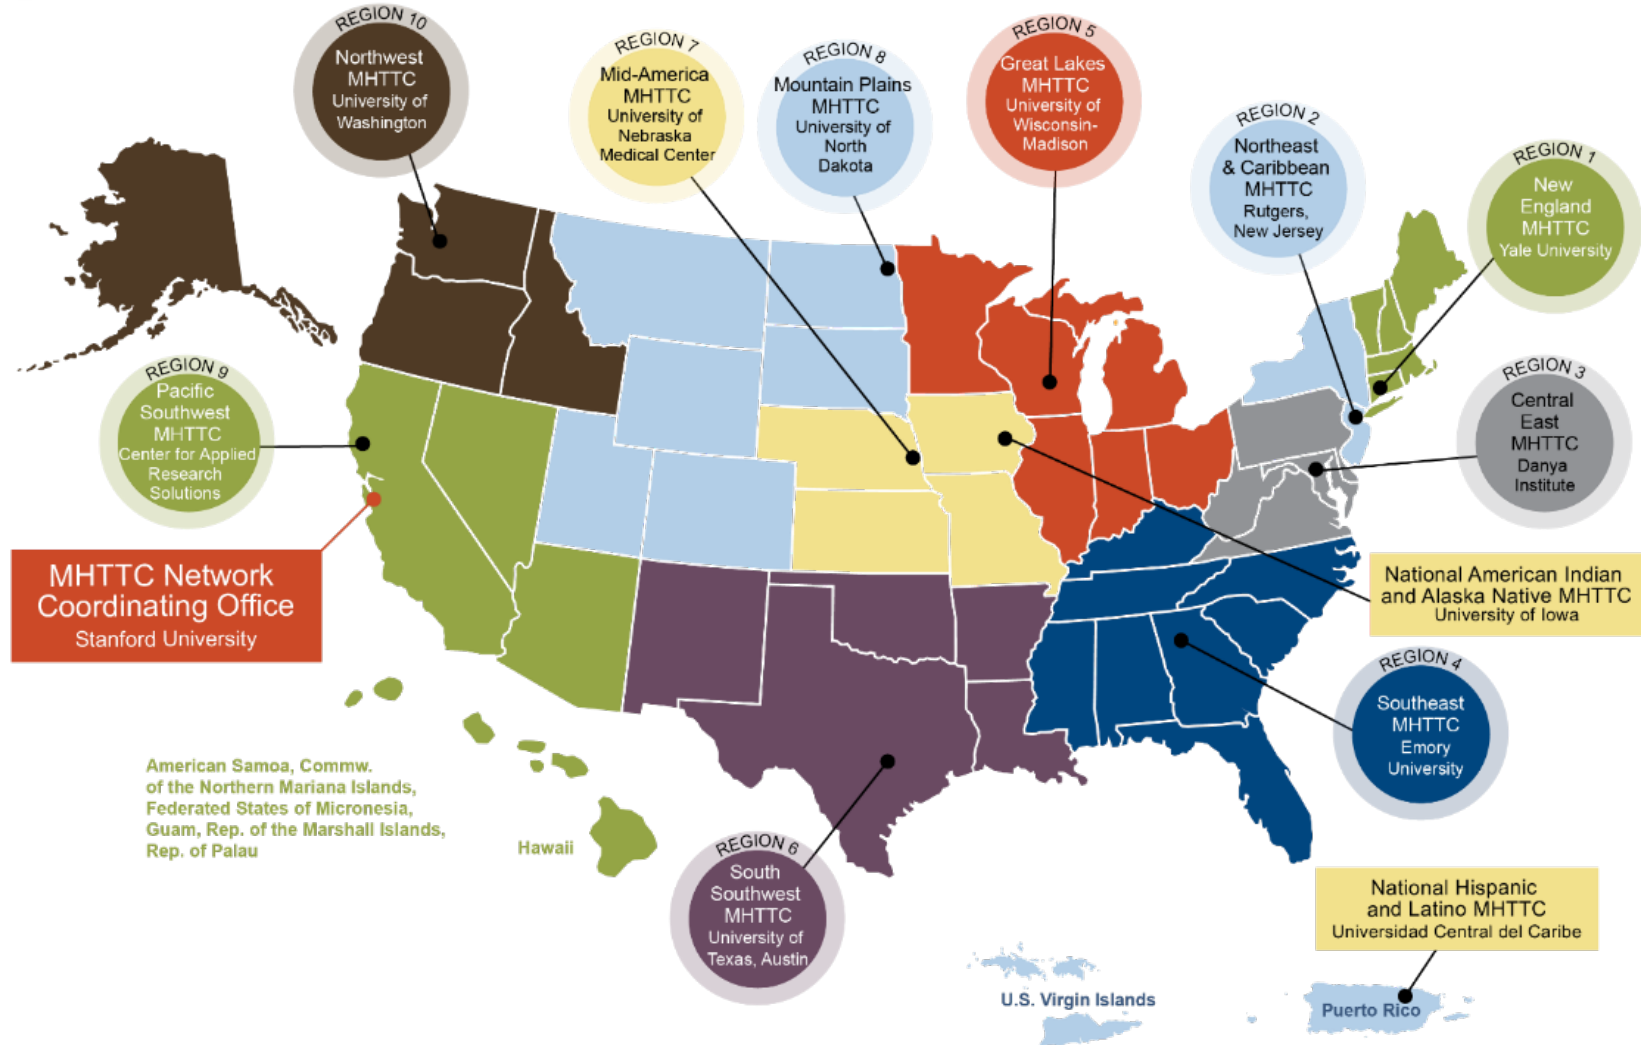 REGION 10
Northwest
MHTTC
University of
Washington
REGION 7
Mid-America
MHTTC
University of
Nebraska
Medical Center
REGION 8
Mountain Plains
MHTTC
University of
North
Dakota
REGION 5
Great Lakes
MHTTC
University of
Wisconsin-
Madison
REGION 2
Northeast
& Caribbean
MHTTC
Rutgers,
New Jersey
REGION 1
New
England
MHTTC
Yale University
REGION 9
Pacific
Southwest
MHTTC
Center for Applied
Research
Solutions
REGION 3
Central
East
MHTTC
Danya
Institute
MHTTC Network
Coordinating Office
Stanford University
National American Indian
and Alaska Native MHTTC
University of Iowa
REGION 4
Southeast
MHTTC
Emory
University
American Samoa, Commw.
of the Northern Mariana Islands,
Federated States of Micronesia,
Guam, Rep. of the Marshall Islands,
Rep. of Palau
Hawaii
REGION 6
South
Southwest
MHTTC
University of
Texas, Austin
National Hispanic
and Latino MHTTC
Universidad Central del Caribe
U.S. Virgin Islands
Puerto Rico